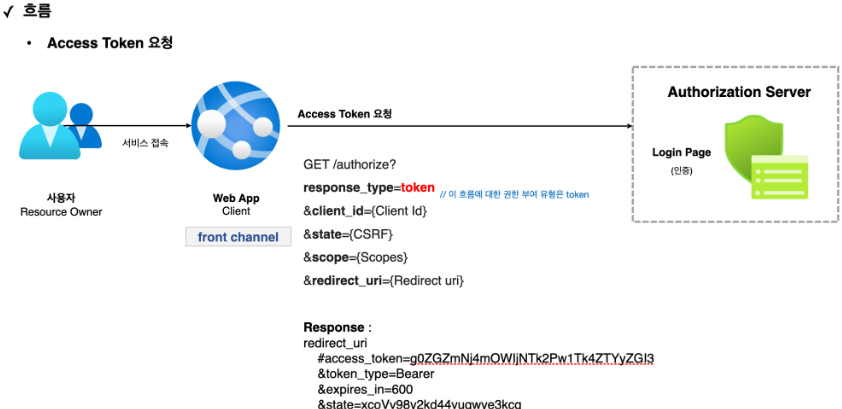 ✓ 흐름
• Access Token 요청
Authorization Server
Access Token 요청
서비스 접속
Login Page
(인증)
GET /authorize?
response_type=token // 이 흐름에 대한 권한 부여 유형은 token
사용자
Resource Owner
Web App
Client
&client_id={Client Id}
front channel
&state={CSRF}
&scope={Scopes}
&redirect_uri={Redirect uri}
Response :
redirect_uri
#access_token=g0ZGZmNj4mOWIjNTk2Pw1Tk4ZTYyZGI3
&token_type=Bearer
&expires_in=600
&state=xcoVv98y2kd44vuqwye3kcq